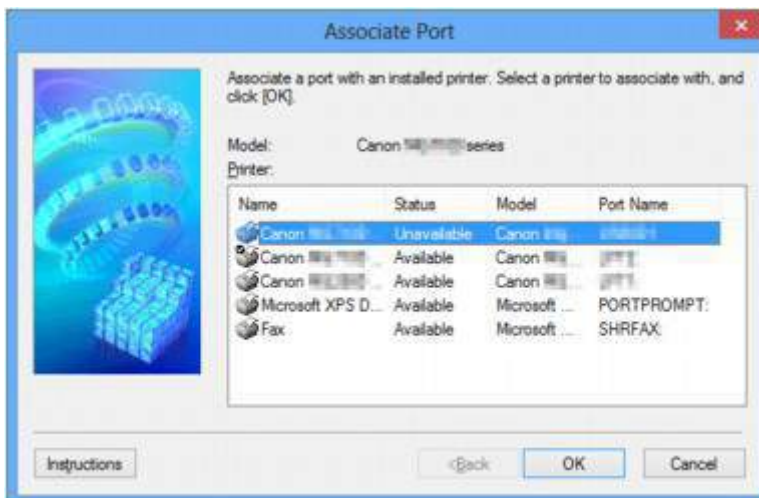 Associate Port
Associate a port with an installed printer. Select a printer to associate with, and
click [OK].
Model: Canon series
Printer:
Name Status Model Port Name
Canon Unavailable Canon
Canon ... Available Canon ...
Canon ... Available Canon ...
Microsoft XPS D... Available Microsoft ... PORTPROMPT:
Fax Available Microsoft ... SHRFAX:
Instructions <Back OK Cancel